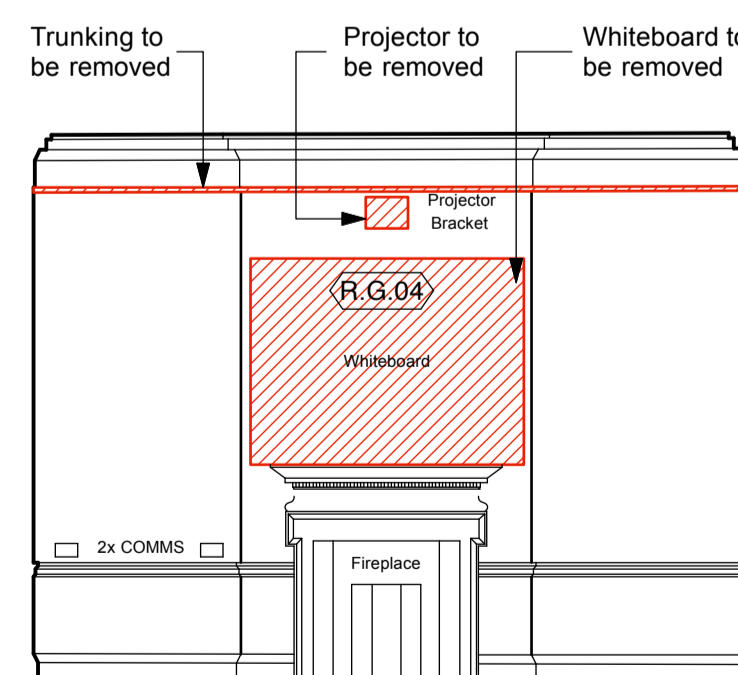 Trunking to
be removed
Projector to
be removed
Whiteboard to
be removed
Projector
Bracket
R.G.04
Whiteboard
2x COMMS
Fireplace